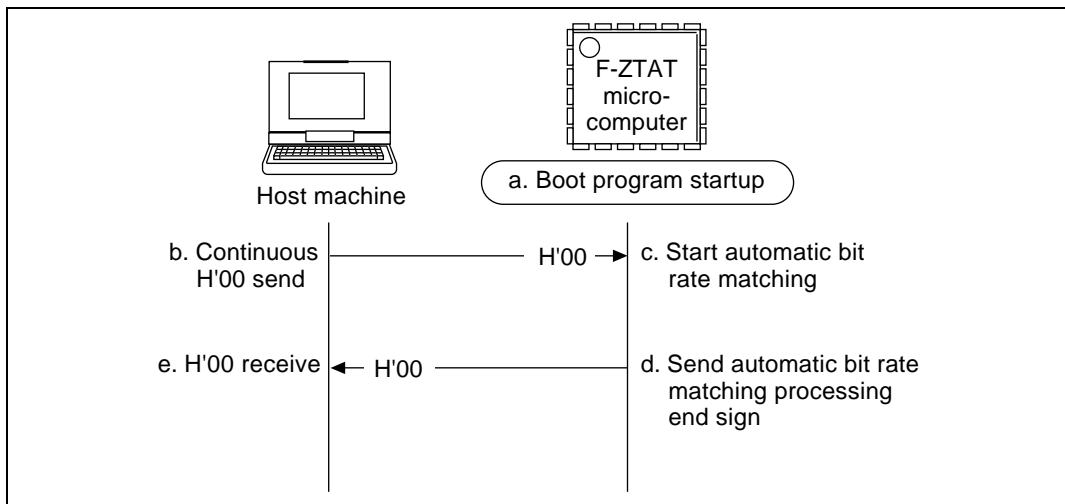 F-ZTAT
micro-
computer
Host machine
a. Boot program startup
b. Continuous
H'00 send
H'00
c. Start automatic bit
rate matching
e. H'00 receive
H'00
d. Send automatic bit rate
matching processing
end sign